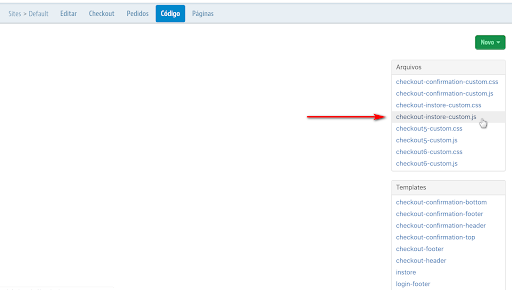 Sites > Default Editar Checkout Pedidos Código Páginas
Novo
Arquivos
checkout-confirmation-custom.css
checkout-confirmation-custom.js
checkout-instore-custom.css
checkout-instore-custom.js
checkout5-custom.css
checkout5-custom.js
checkout6-custom.css
checkout6-custom.js
Templates
checkout-confirmation-bottom
checkout-confirmation-footer
checkout-confirmation-header
checkout-confirmation-top
checkout-footer
checkout-header
instore
login-footer